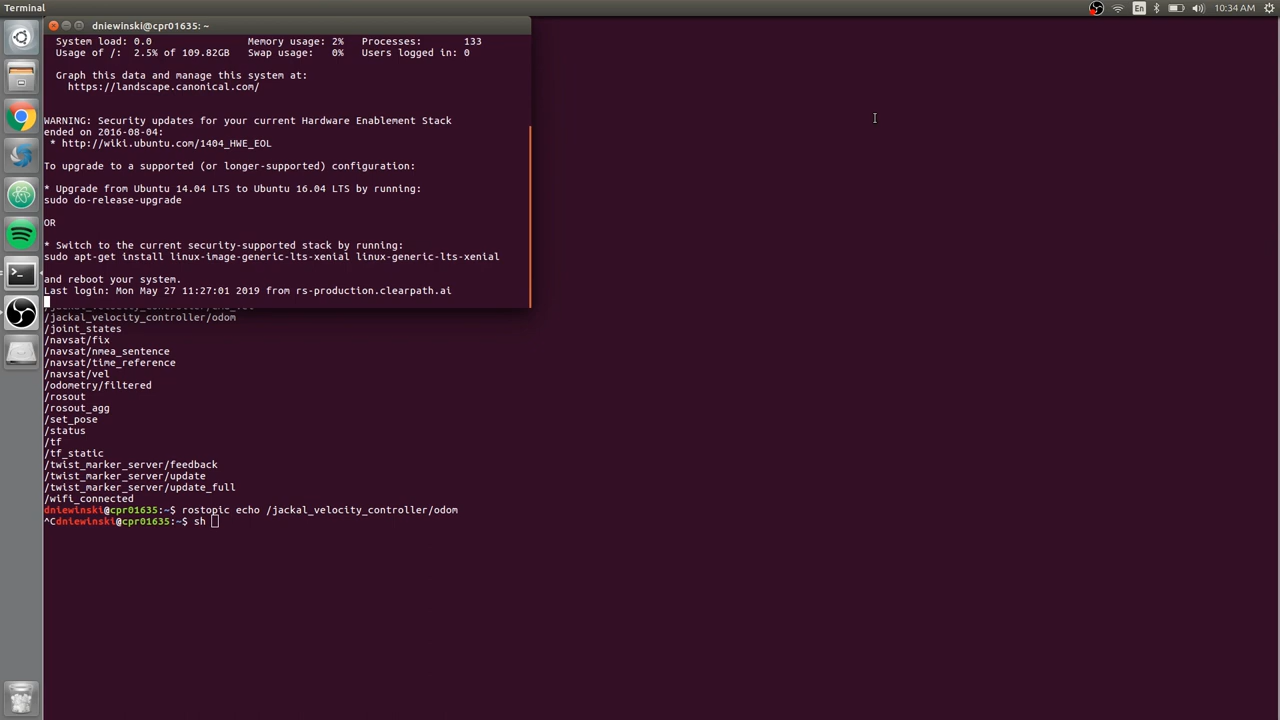 Terminal
En
10:34 AM
dniewinski@cpr01635: ~
System load: 0.0 Memory usage: 2% Processes: 133
Usage of /: 2.5% of 109.82GB Swap usage: 0% Users logged in: 0
Graph this data and manage this system at:
https://landscape.canonical.com/
WARNING: Security updates for your current Hardware Enablement Stack
ended on 2016-08-04:
* http://wiki.ubuntu.com/1404_HWE_EOL
To upgrade to a supported (or longer-supported) configuration:
* Upgrade from Ubuntu 14.04 LTS to Ubuntu 16.04 LTS by running:
sudo do-release-upgrade
OR
* Switch to the current security-supported stack by running:
sudo apt-get install linux-image-generic-lts-xenial linux-generic-lts-xenial
and reboot your system.
Last login: Mon May 27 11:27:01 2019 from rs-production.clearpath.ai
/jackal_velocity_controller/odom
/joint_states
/navsat/fix
/navsat/nmea_sentence
/navsat/time_reference
/navsat/vel
/odometry/filtered
/rosout
/rosout_agg
/set_pose
/status
/tf
/tf_static
/twist_marker_server/feedback
/twist_marker_server/update
/twist_marker_server/update_full
/wifi_connected
dniewinski@cpr01635:~$ rostopic echo /jackal_velocity_controller/odom
^Cdniewinski@cpr01635:~$ sh